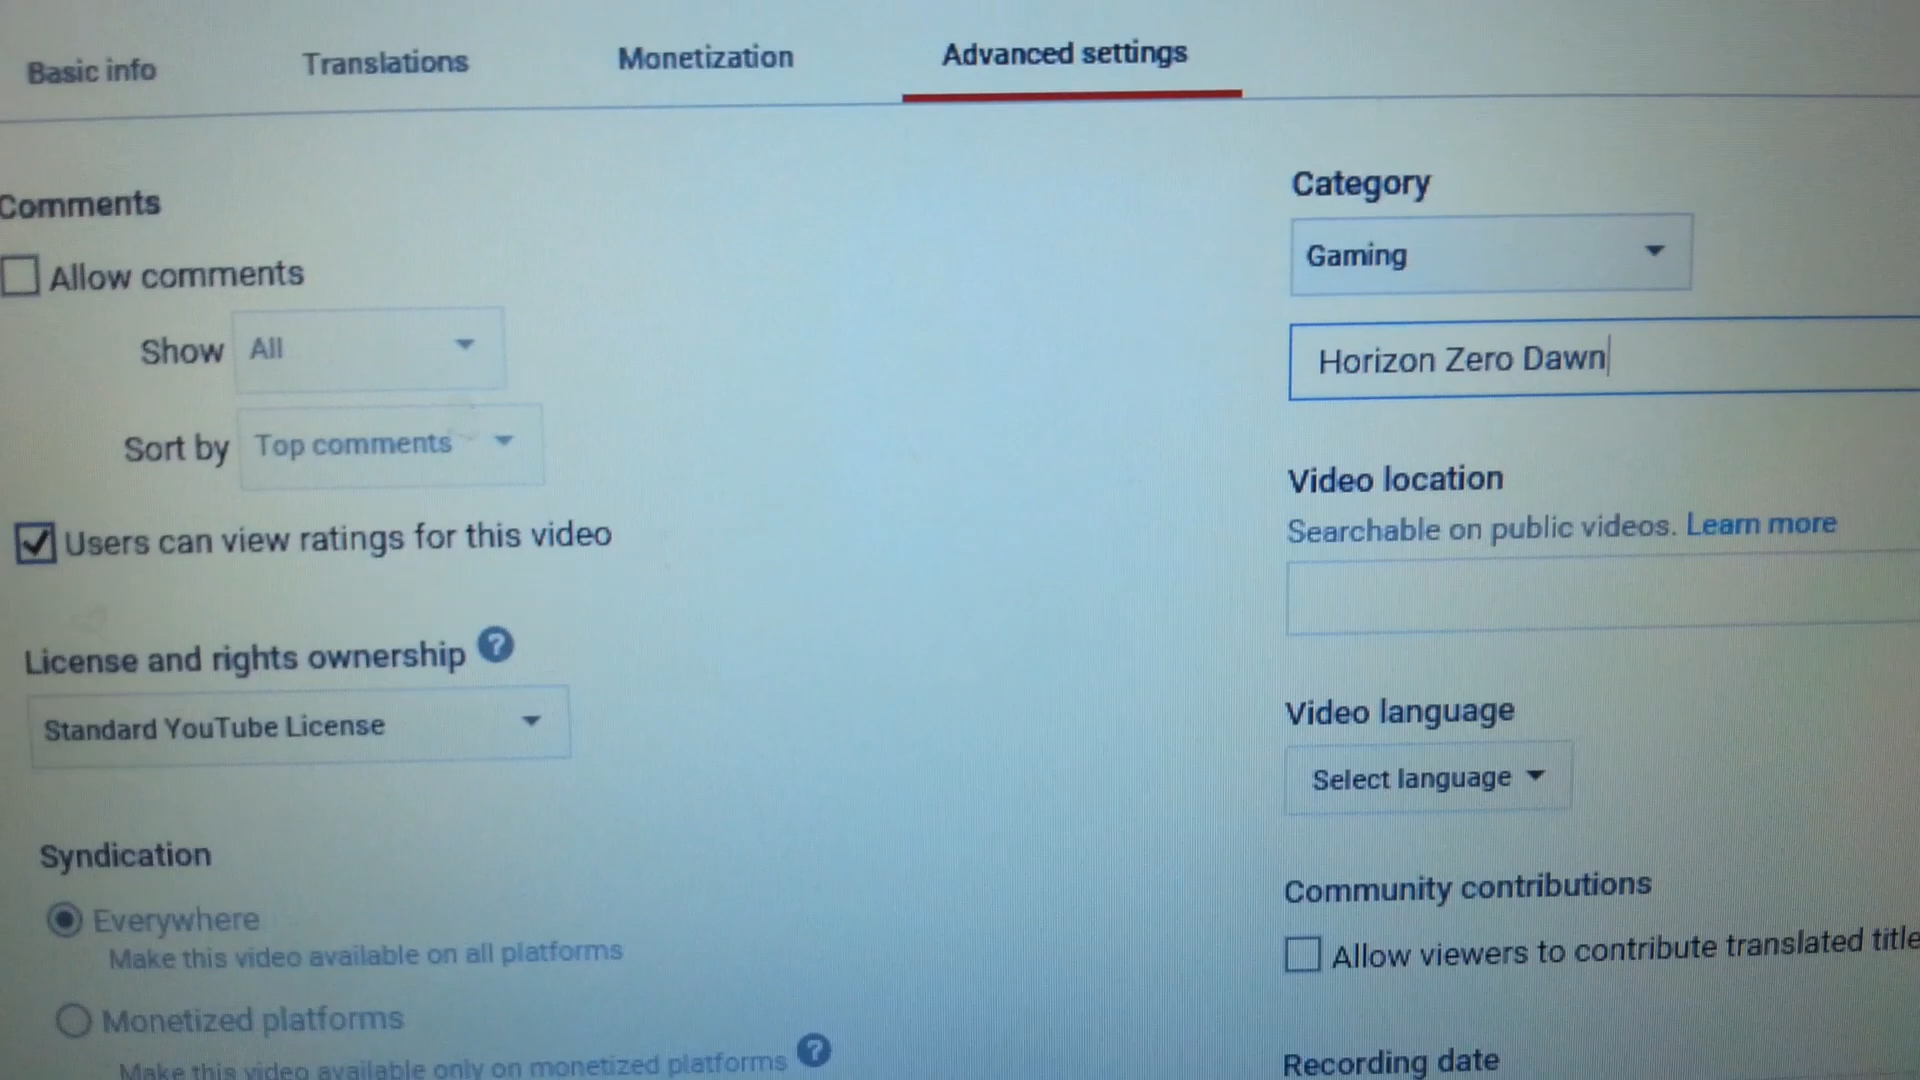 Basic info
Translations
Monetization
Advanced settings
Comments
Allow comments
Show All
Sort by Top comments
Users can view ratings for this video
License and rights ownership ?
Standard YouTube License
Syndication
Everywhere
Make this video available on all platforms
Monetized platforms
Make this video available only on monetized platforms ?
Category
Gaming
Horizon Zero Dawn
Video location
Searchable on public videos. Learn more
Video language
Select language
Community contributions
Allow viewers to contribute translated title
Recording date